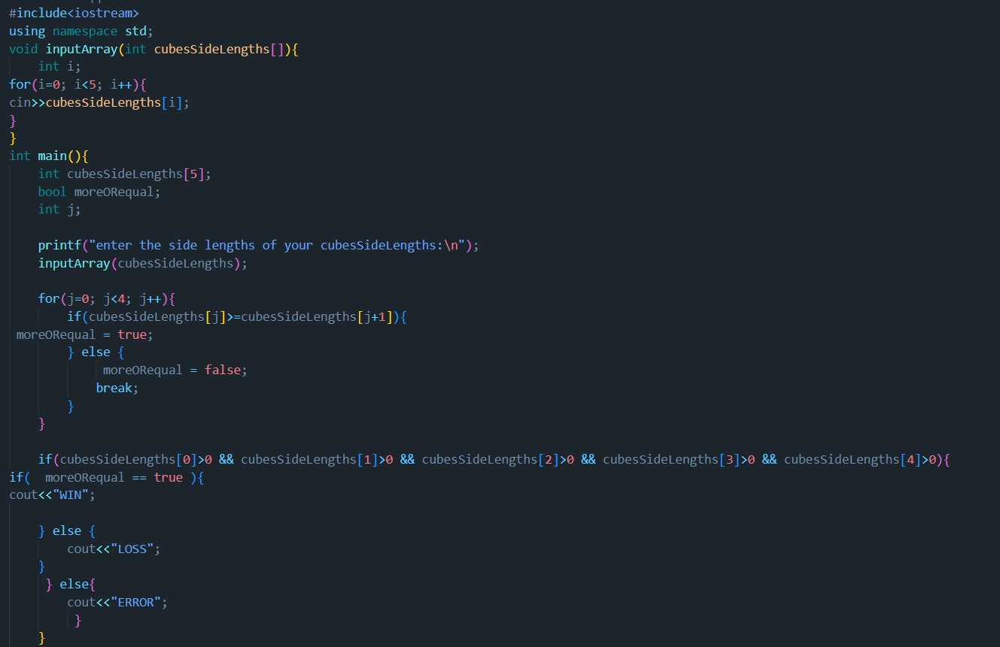 #include<iostream>
using namespace std;
void inputArray(int cubesSideLengths[]){
    int i;
for(i=0; i<5; i++){
cin>>cubesSideLengths[i];
}
}
int main(){
    int cubesSideLengths[5];
    bool moreORequal;
    int j;

    printf("enter the side lengths of your cubesSideLengths:\n");
    inputArray(cubesSideLengths);

    for(j=0; j<4; j++){
        if(cubesSideLengths[j]>=cubesSideLengths[j+1]){
 moreORequal = true;
        } else {
             moreORequal = false;
            break;
        }
    }

    if(cubesSideLengths[0]>0 && cubesSideLengths[1]>0 && cubesSideLengths[2]>0 && cubesSideLengths[3]>0 && cubesSideLengths[4]>0){
if(  moreORequal == true ){
cout<<"WIN";

    } else {
        cout<<"LOSS";
    }
     } else{
        cout<<"ERROR";
         }
    }